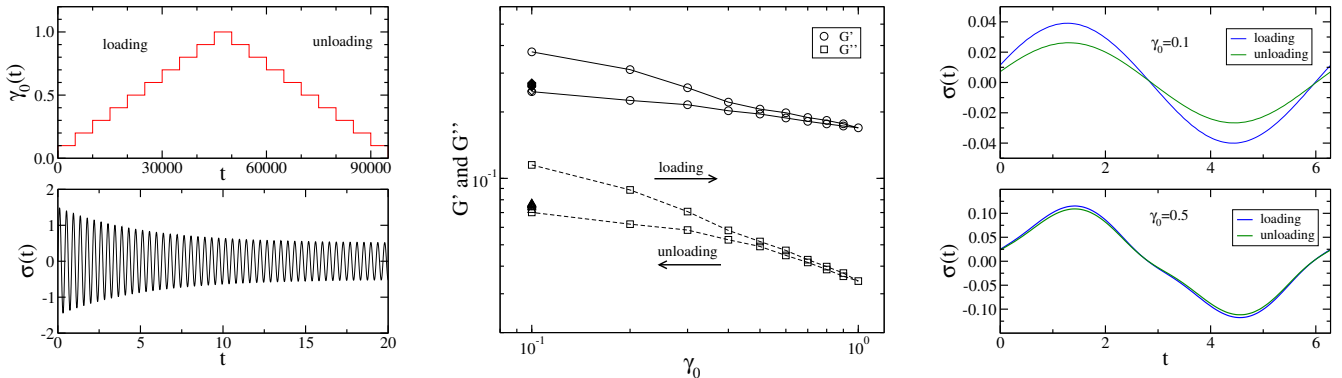 γ₀(t)
1.0
0.5
0.0
loading
unloading
0
30000
60000
90000
t
σ(t)
2
1
0
-1
-2
0
5
10
15
20
t
G' and G''
10⁻¹
G'
G''
loading
unloading
10⁻¹
10⁰
γ₀
σ(t)
0.04
0.02
0.00
-0.02
-0.04
γ₀=0.1
loading
unloading
0
2
4
6
σ(t)
0.10
0.05
0.00
-0.05
-0.10
γ₀=0.5
loading
unloading
0
2
4
6
t